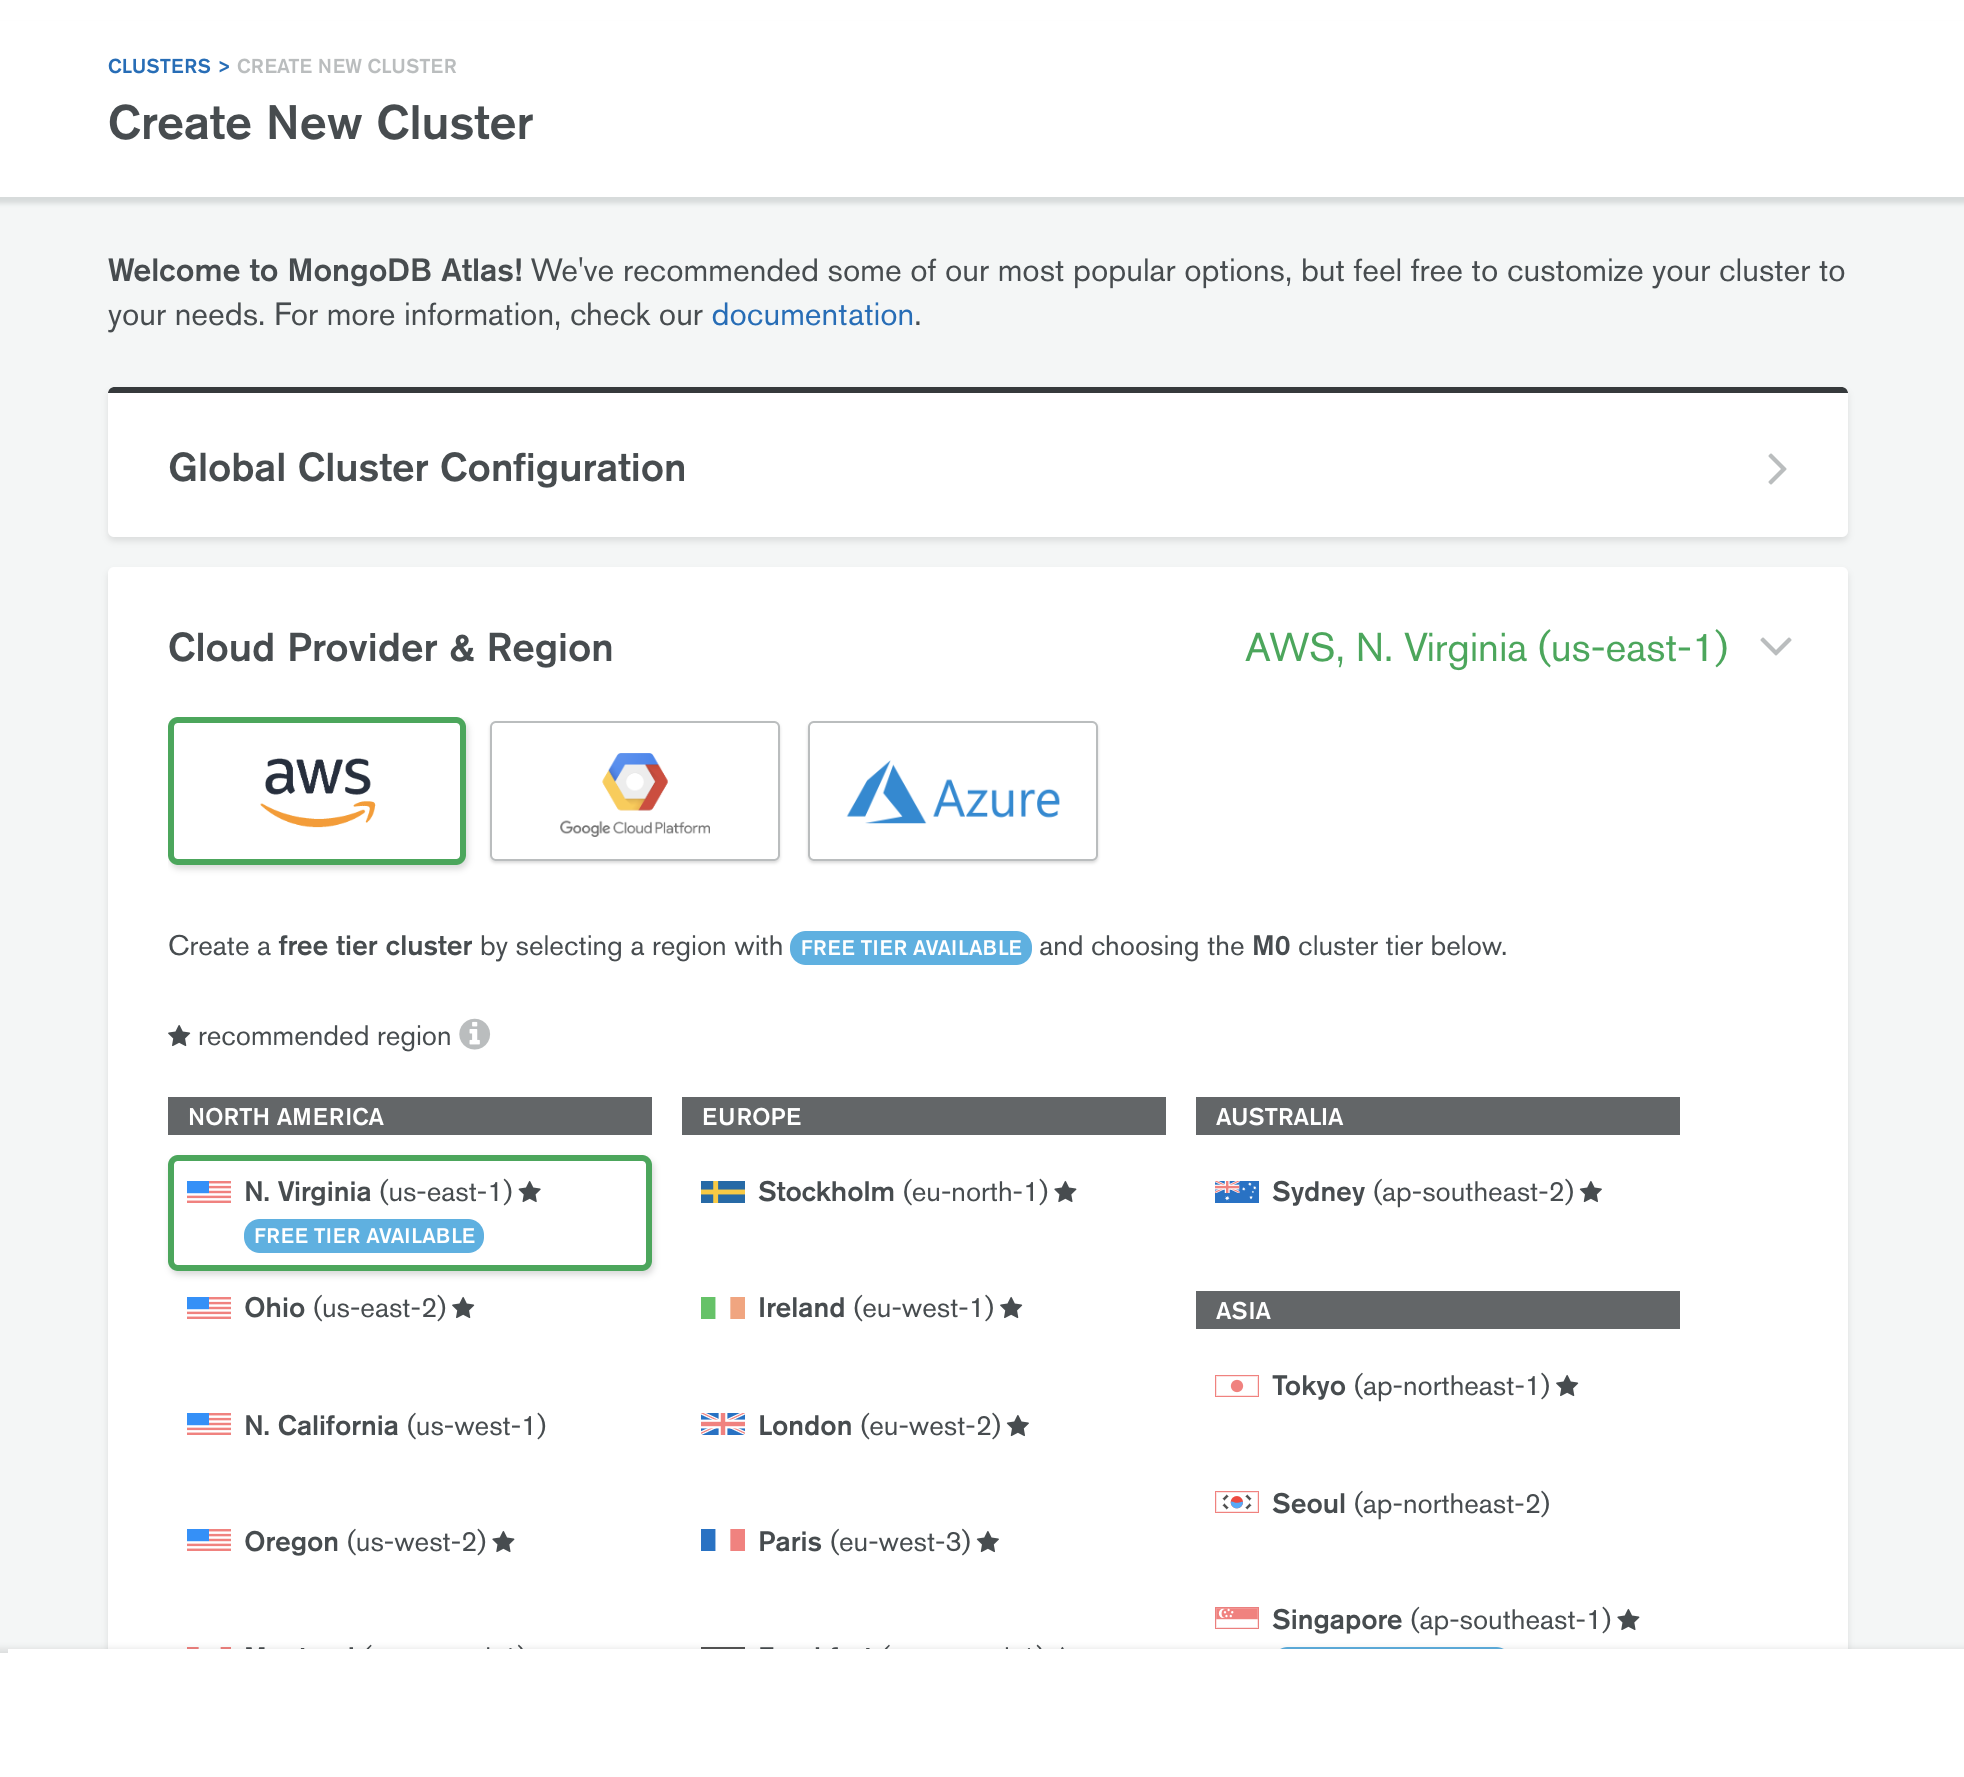 CLUSTERS > CREATE NEW CLUSTER
Create New Cluster
Welcome to MongoDB Atlas! We've recommended some of our most popular options, but feel free to customize your cluster to
your needs. For more information, check our documentation.
Global Cluster Configuration
Cloud Provider & Region
AWS, N. Virginia (us-east-1)
aws
Google Cloud Platform
Azure
Create a free tier cluster by selecting a region with FREE TIER AVAILABLE and choosing the M0 cluster tier below.
★ recommended region
NORTH AMERICA
N. Virginia (us-east-1) ★
FREE TIER AVAILABLE
Ohio (us-east-2) ★
N. California (us-west-1)
Oregon (us-west-2) ★
EUROPE
Stockholm (eu-north-1) ★
Ireland (eu-west-1) ★
London (eu-west-2) ★
Paris (eu-west-3) ★
AUSTRALIA
Sydney (ap-southeast-2) ★
ASIA
Tokyo (ap-northeast-1) ★
Seoul (ap-northeast-2)
Singapore (ap-southeast-1) ★